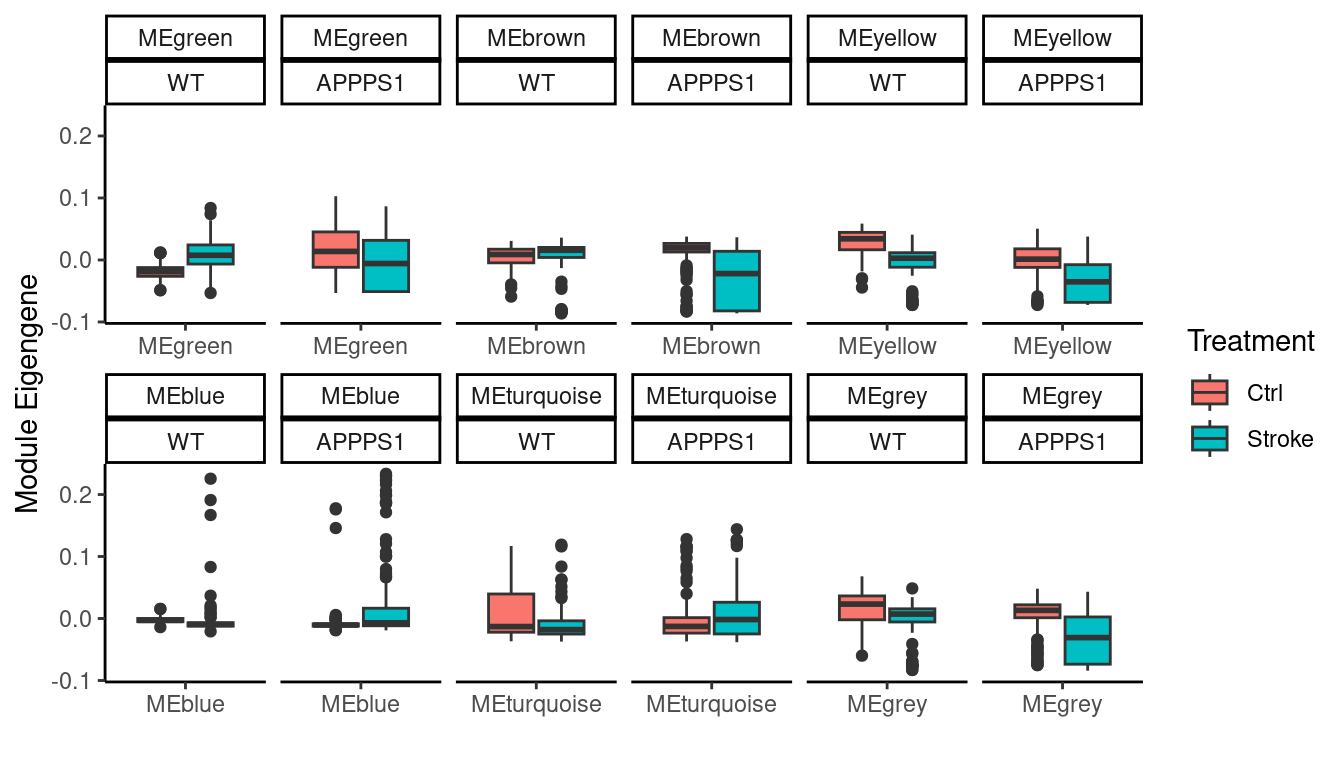 MEgreen MEgreen MEbrown MEbrown MEyellow MEyellow
WT APPPS1 WT APPPS1 WT APPPS1
0.2
0.1
0.0
-0.1
MEgreen MEgreen MEbrown MEbrown MEyellow MEyellow
Module Eigengene
MEblue MEblue MEturquoise MEturquoise MEgrey MEgrey
WT APPPS1 WT APPPS1 WT APPPS1
0.2
0.1
0.0
-0.1
MEblue MEblue MEturquoise MEturquoise MEgrey MEgrey
Treatment
Ctrl
Stroke